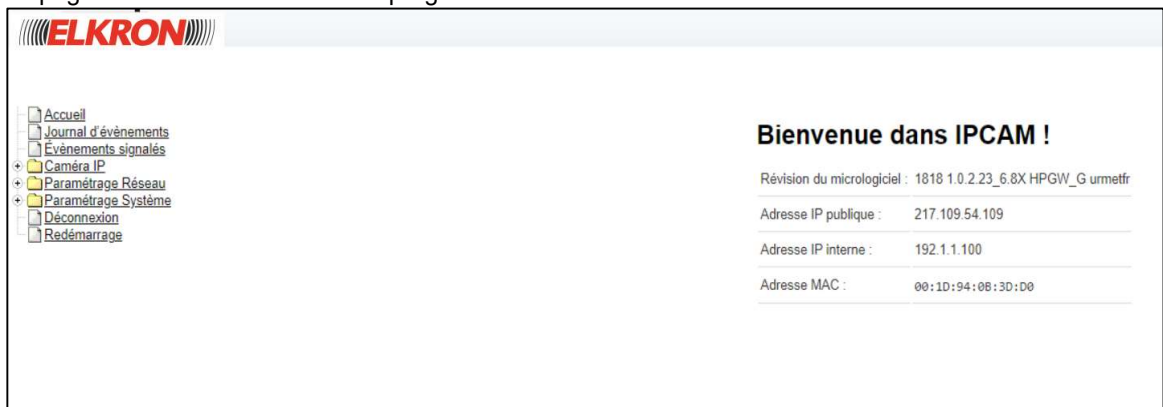 ELKRON
Accueil
Journal d'évènements
Évènements signalés
Caméra IP
Paramétrage Réseau
Paramétrage Système
Déconnexion
Redémarrage
Bienvenue dans IPCAM !
Révision du micrologiciel : 1818 1.0.2.23_6.8X HPGW_G urmetfr
Adresse IP publique : 217.109.54.109
Adresse IP interne : 192.1.1.100
Adresse MAC : 00:1D:94:0B:3D:D0